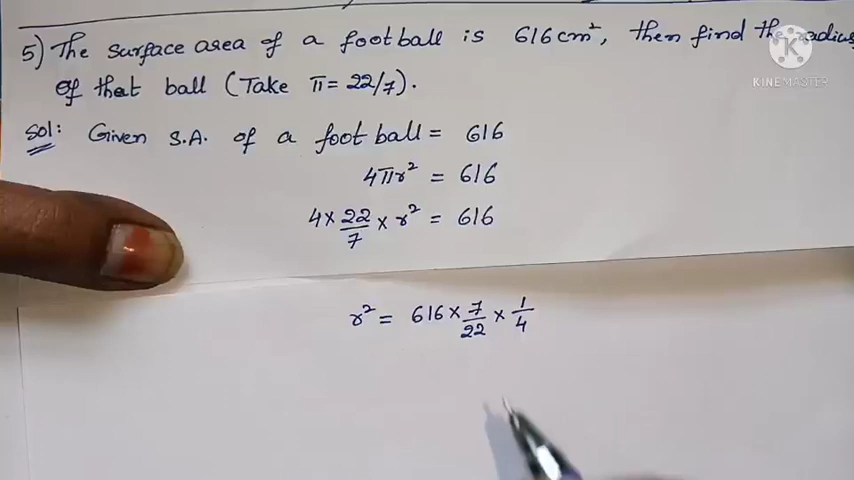 5) The surface area of a football is 616 cm², then find the radius
of that ball (Take π = 22/7).
Sol: Given S.A. of a foot ball = 616
4πr² = 616
4 × 22/7 × r² = 616
r² = 616 × 7/22 × 1/4
K
KINEMASTER